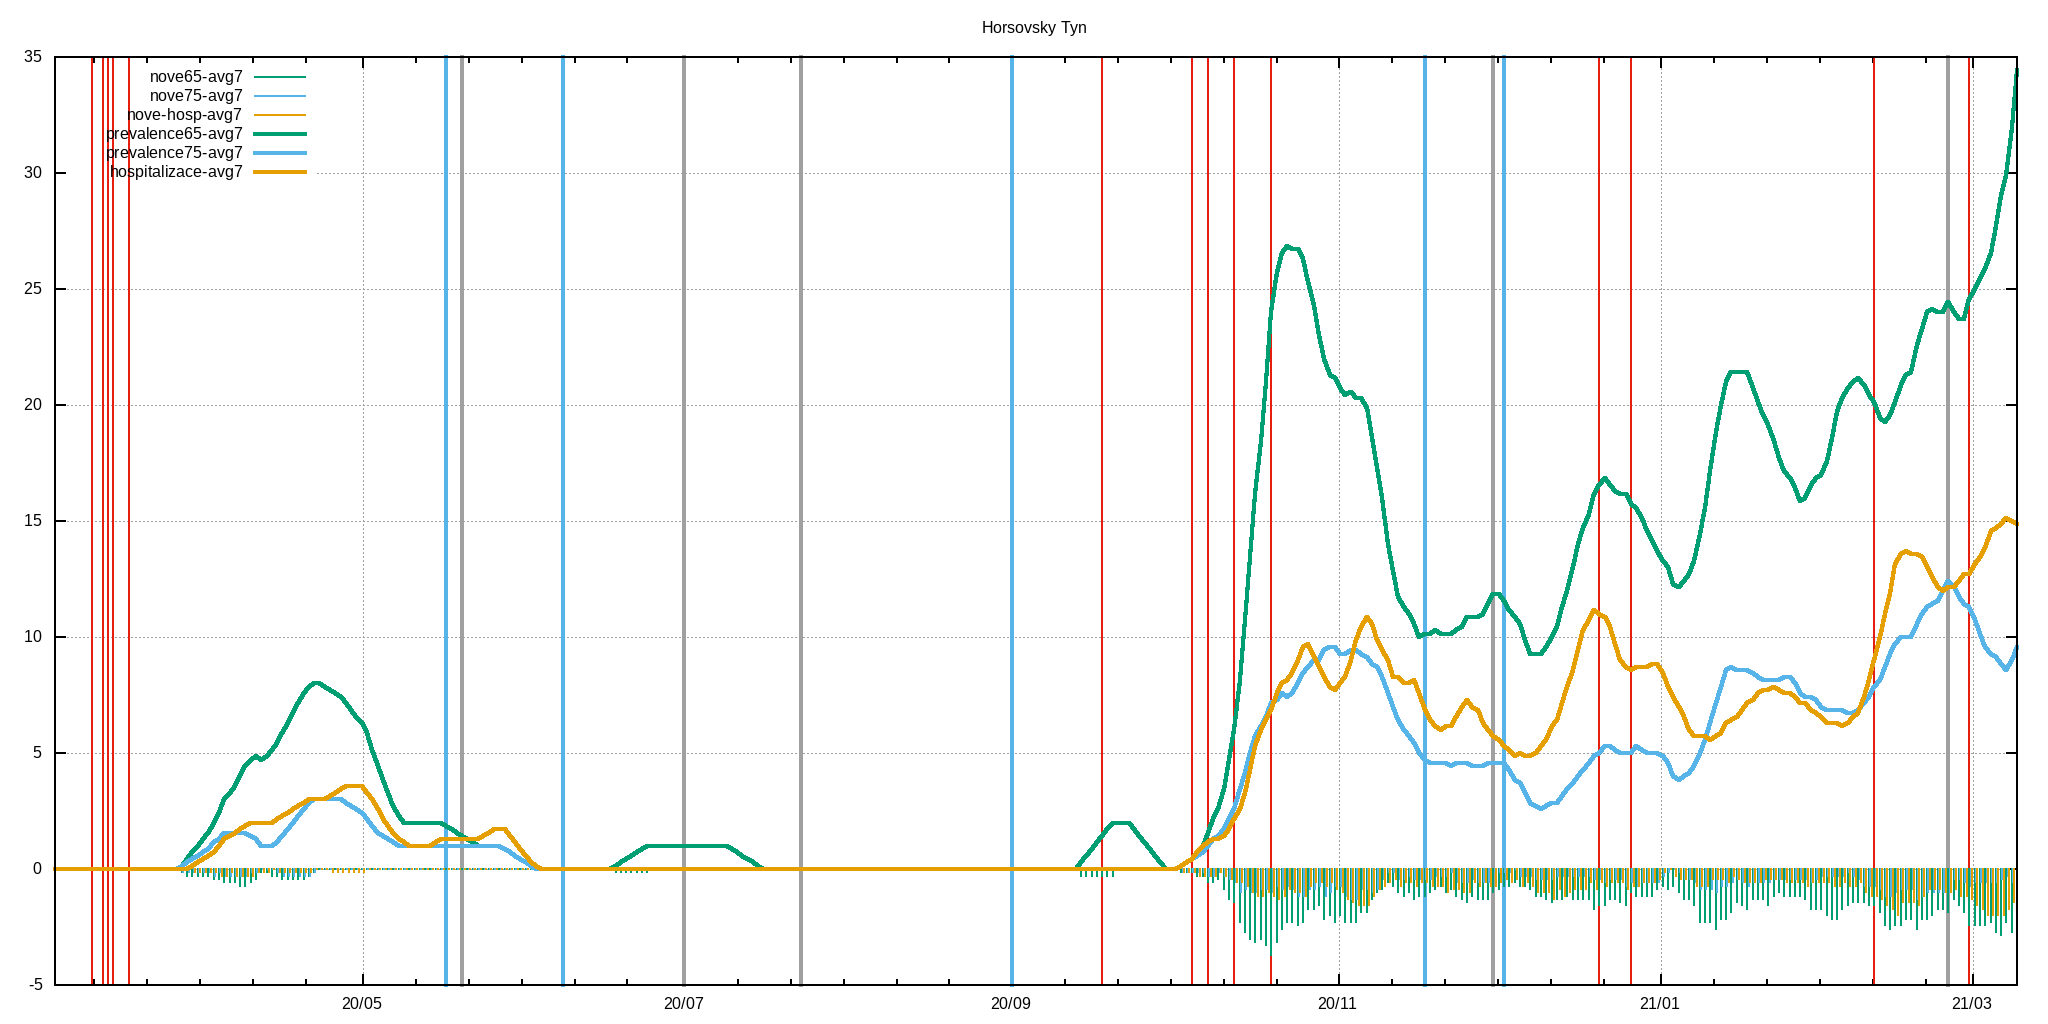 Horsovsky Tyn
35
30
25
20
15
10
5
0
-5
nove65-avg7
nove75-avg7
nove-hosp-avg7
prevalence65-avg7
prevalence75-avg7
hospitalizace-avg7
20/05
20/07
20/09
20/11
21/01
21/03